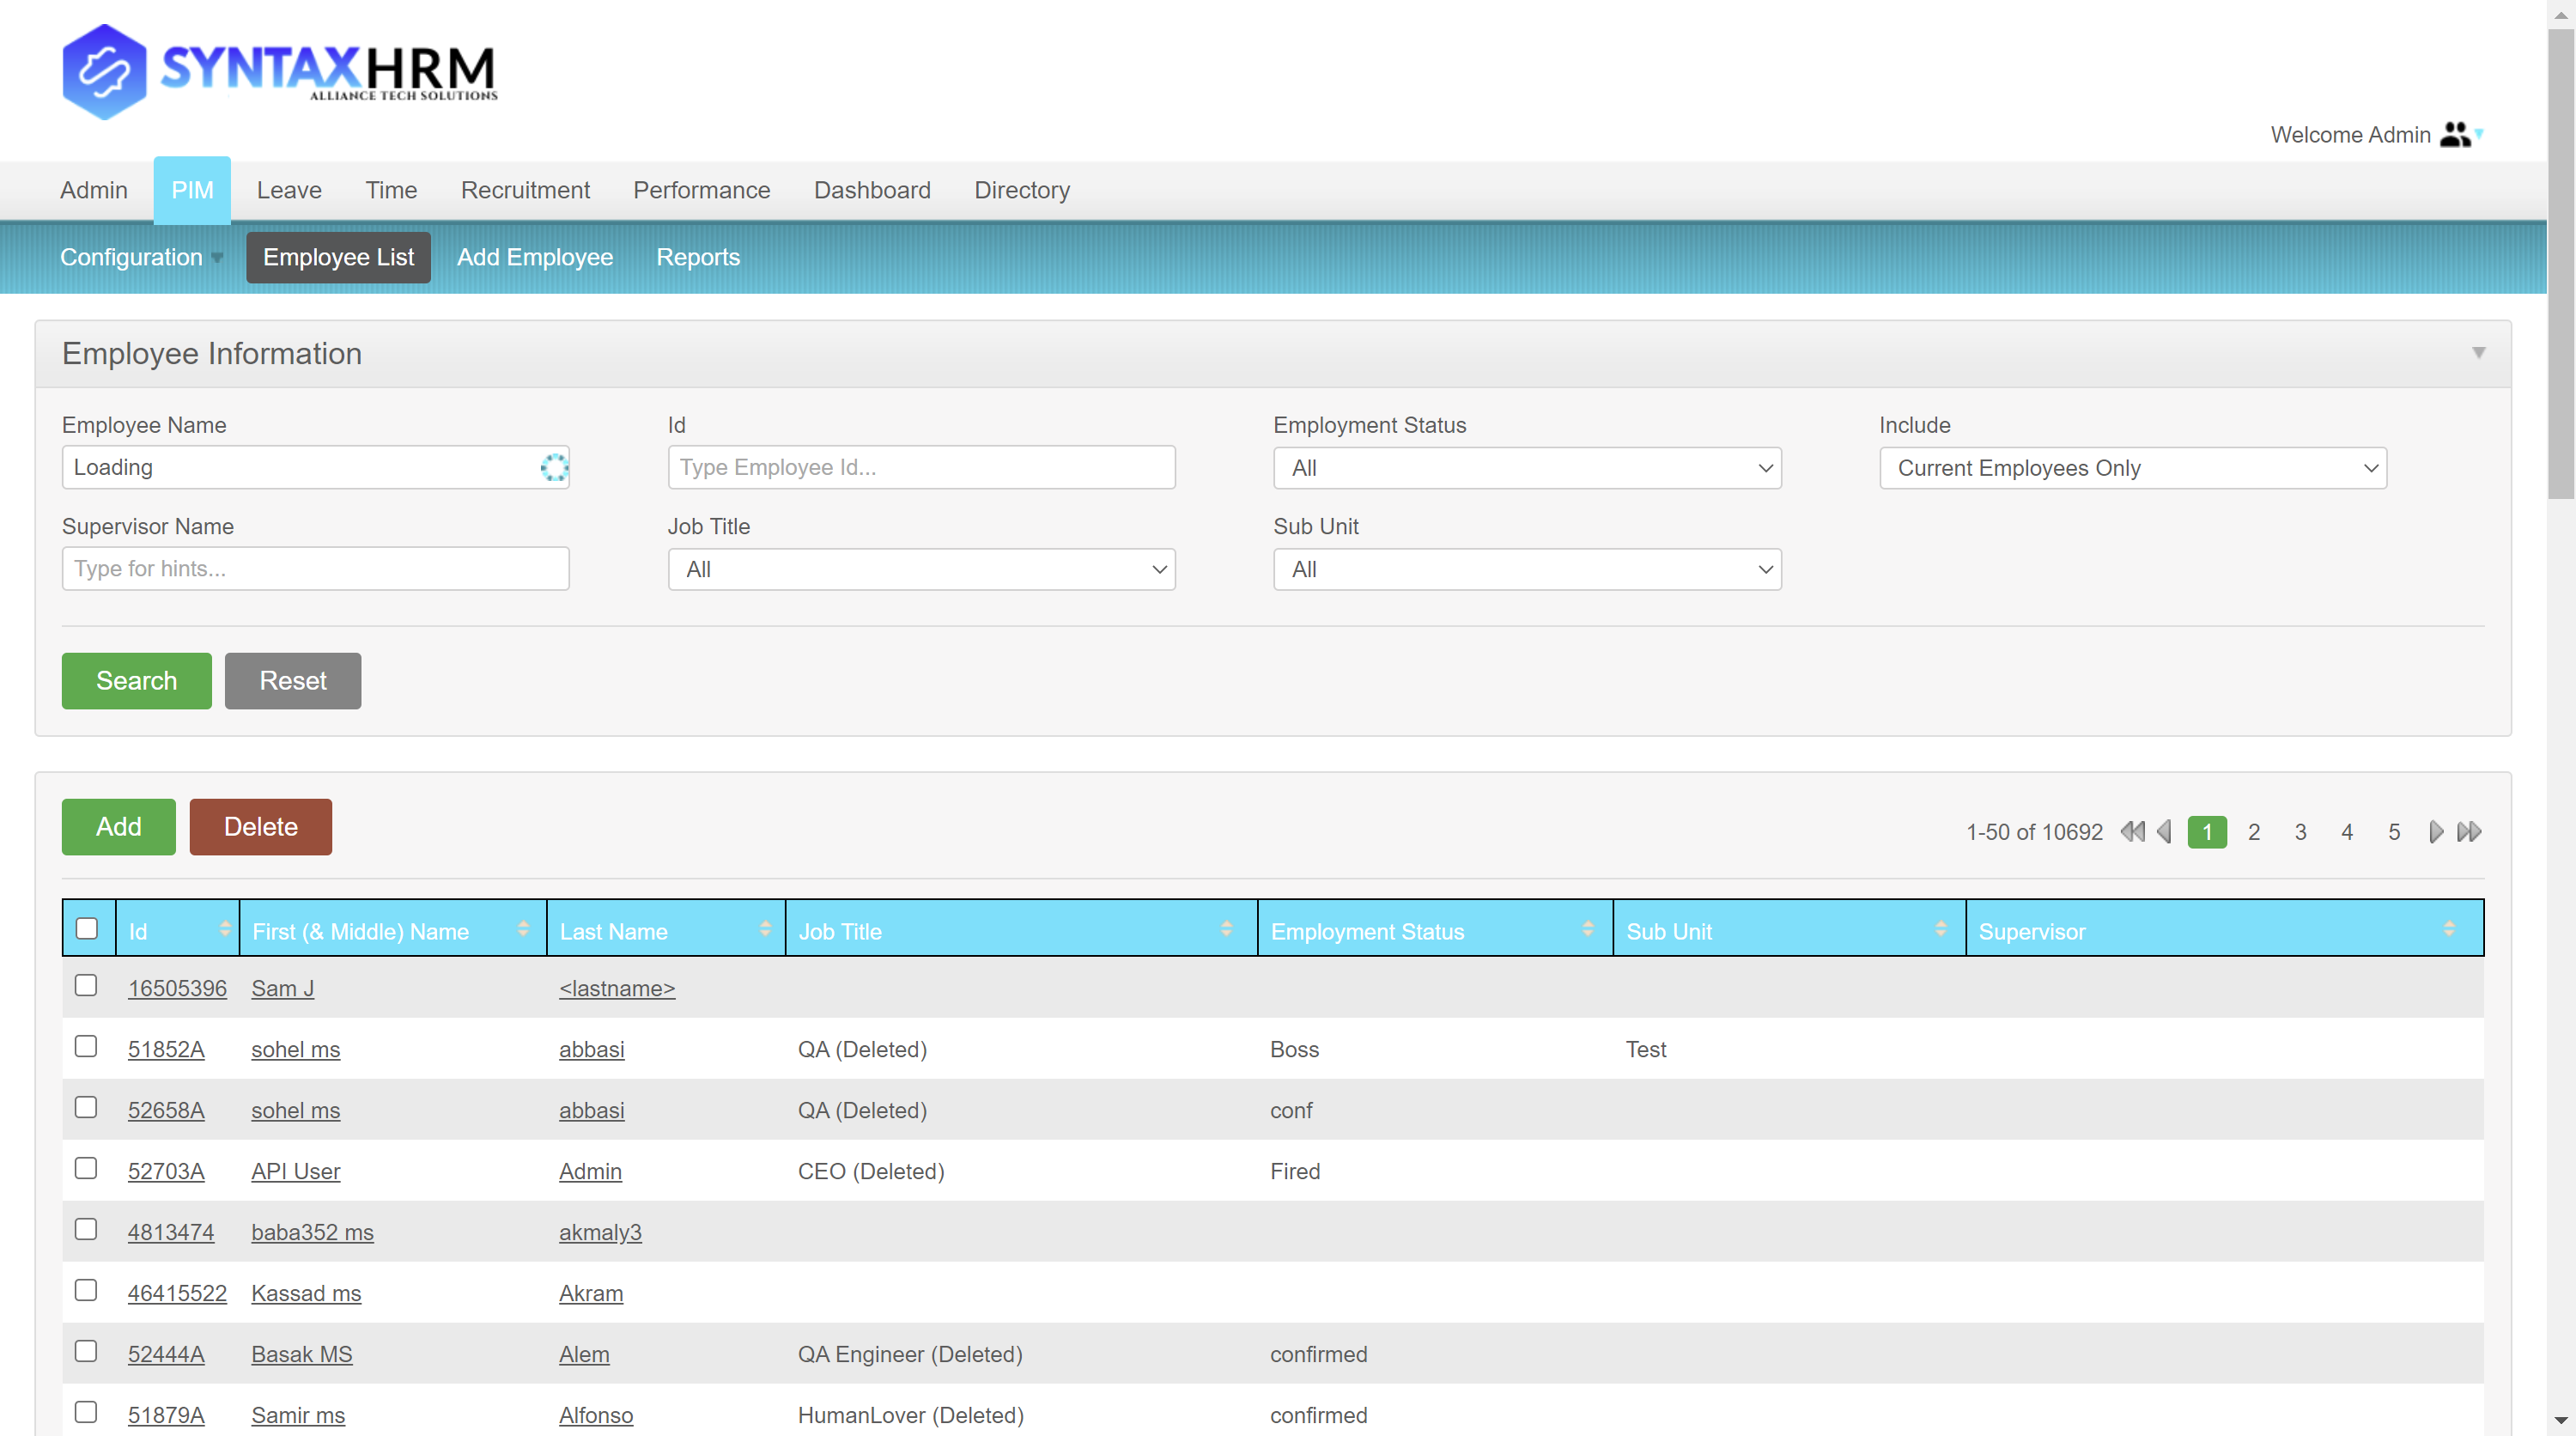 SYNTAXHRM
ALLIANCE TECH SOLUTIONS
Welcome Admin
Admin PIM Leave Time Recruitment Performance Dashboard Directory
Configuration Employee List Add Employee Reports
Employee Information
Employee Name Id Employment Status Include
Loading Type Employee Id... All Current Employees Only
Supervisor Name Job Title Sub Unit
Type for hints... All All
Search Reset
Add Delete 1-50 of 10692 1 2 3 4 5
Id First (& Middle) Name Last Name Job Title Employment Status Sub Unit Supervisor
16505396 Sam J <lastname>
51852A sohel ms abbasi QA (Deleted) Boss Test
52658A sohel ms abbasi QA (Deleted) conf
52703A API User Admin CEO (Deleted) Fired
4813474 baba352 ms akmaly3
46415522 Kassad ms Akram
52444A Basak MS Alem QA Engineer (Deleted) confirmed
51879A Samir ms Alfonso HumanLover (Deleted) confirmed